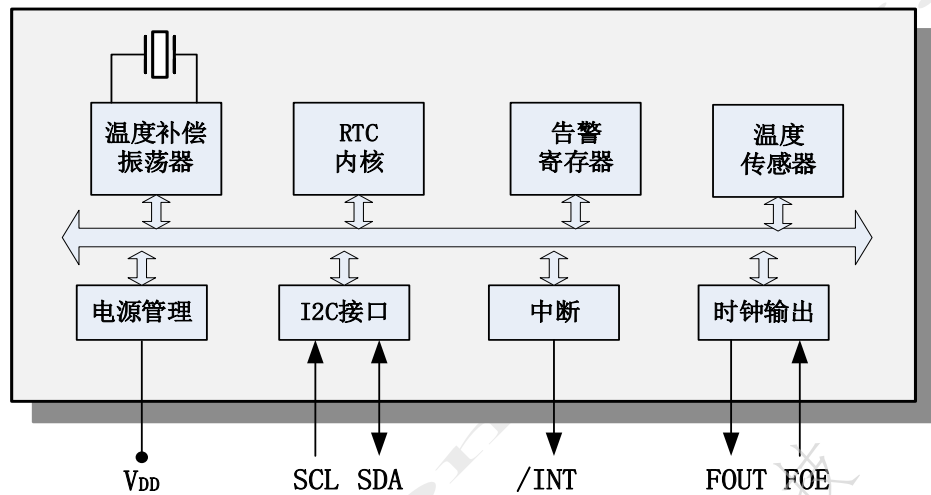 温度补偿
振荡器
RTC
内核
告警
寄存器
温度
传感器
电源管理
I2C接口
中断
时钟输出
VDD
SCL
SDA
/INT
FOUT
FOE